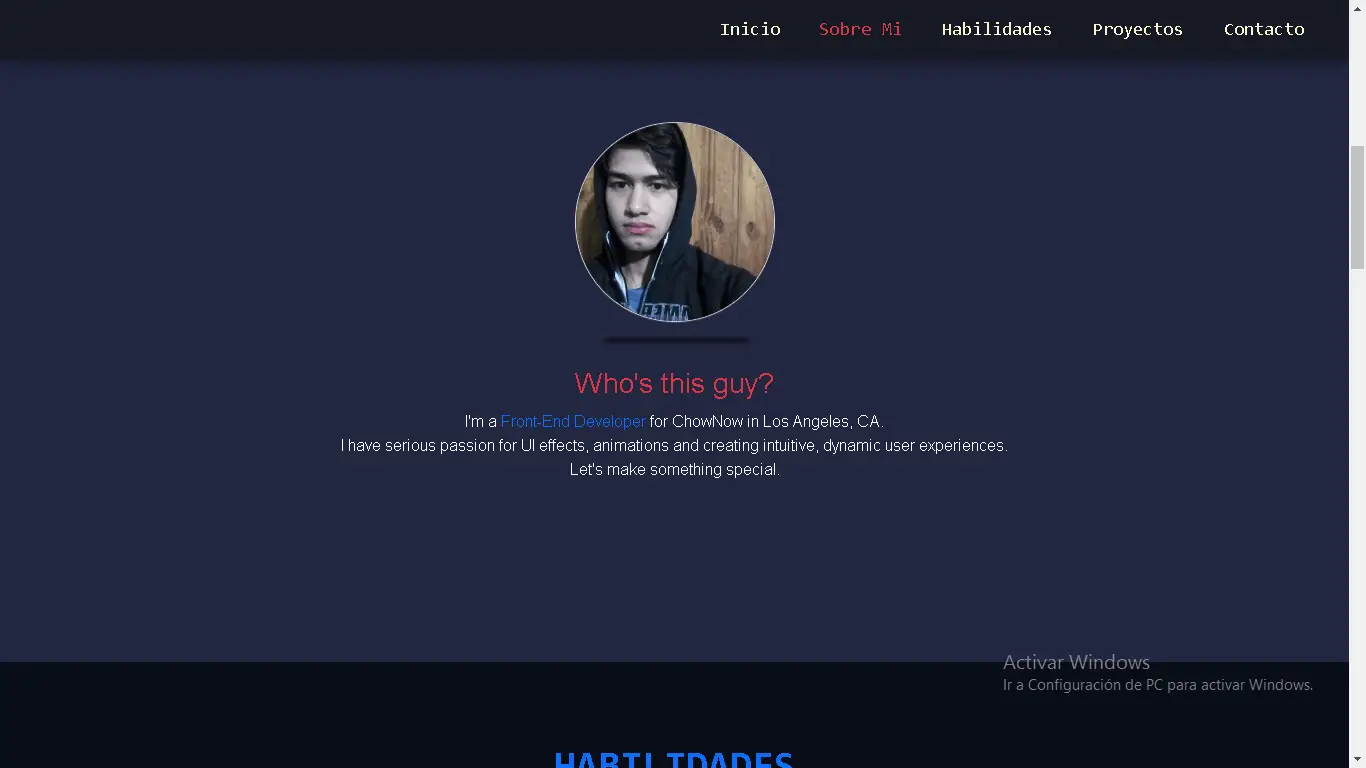 Inicio Sobre Mi Habilidades Proyectos Contacto
Who's this guy?
I'm a Front-End Developer for ChowNow in Los Angeles, CA.
I have serious passion for UI effects, animations and creating intuitive, dynamic user experiences.
Let's make something special.
Activar Windows
Ir a Configuración de PC para activar Windows.
HABILIDADES